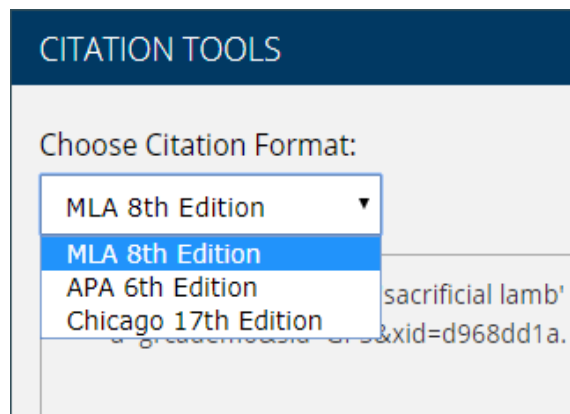 CITATION TOOLS
Choose Citation Format:
MLA 8th Edition
MLA 8th Edition
APA 6th Edition
Chicago 17th Edition
sacrificial lamb'
&xid=d968dd1a.